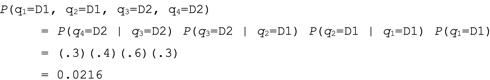 P(q₁=D1, q₂=D1, q₃=D2, q₄=D2)
= P(q₄=D2 | q₃=D2) P(q₃=D2 | q₂=D1) P(q₂=D1 | q₁=D1) P(q₁=D1)
= (.3)(.4)(.6)(.3)
= 0.0216